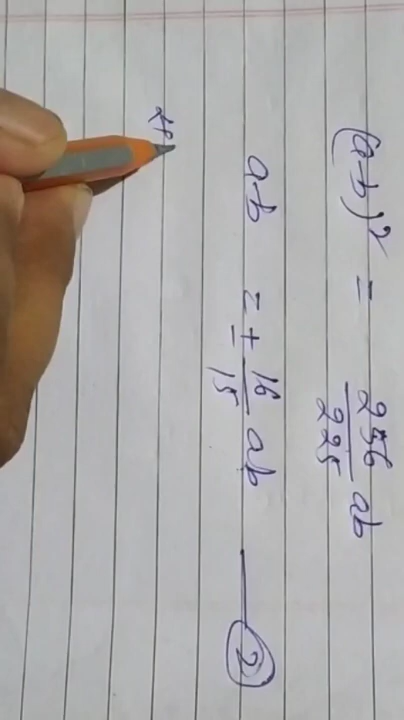 (a-b)² = 256/225 ab
a-b = ± 16/15 ab —②